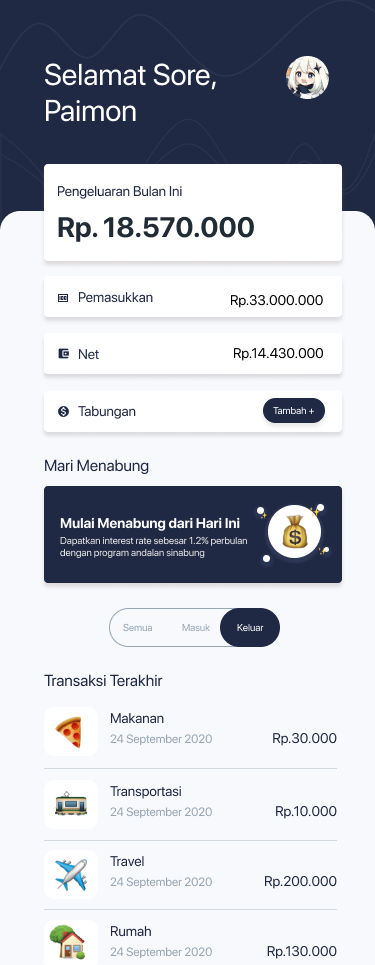 Selamat Sore,
Paimon
Pengeluaran Bulan Ini
Rp. 18.570.000
Pemasukkan
Rp.33.000.000
Net
Rp.14.430.000
Tabungan
Tambah +
Mari Menabung
Mulai Menabung dari Hari Ini
Dapatkan interest rate sebesar 1.2% perbulan
dengan program andalan sinabung
Semua
Masuk
Keluar
Transaksi Terakhir
Makanan
24 September 2020
Rp.30.000
Transportasi
24 September 2020
Rp.10.000
Travel
24 September 2020
Rp.200.000
Rumah
24 September 2020
Rp.130.000